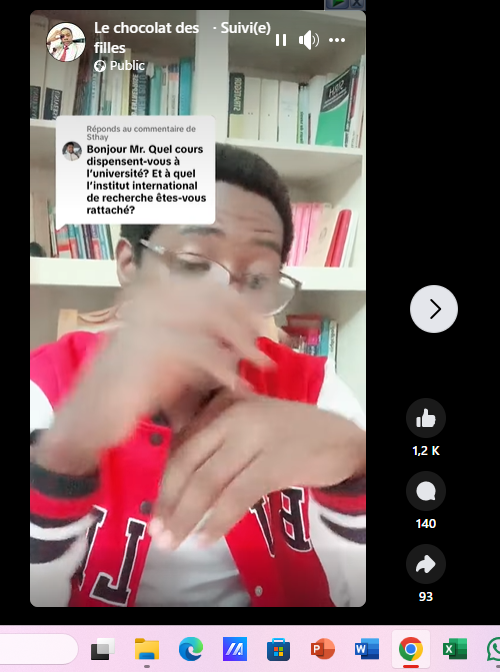 Le chocolat des · Suivi(e)
filles
Public
Réponds au commentaire de
Sthay
Bonjour Mr. Quel cours
dispensent-vous à
l'université? Et à quel
l'institut international
de recherche êtes-vous
rattaché?
1,2 K
140
93